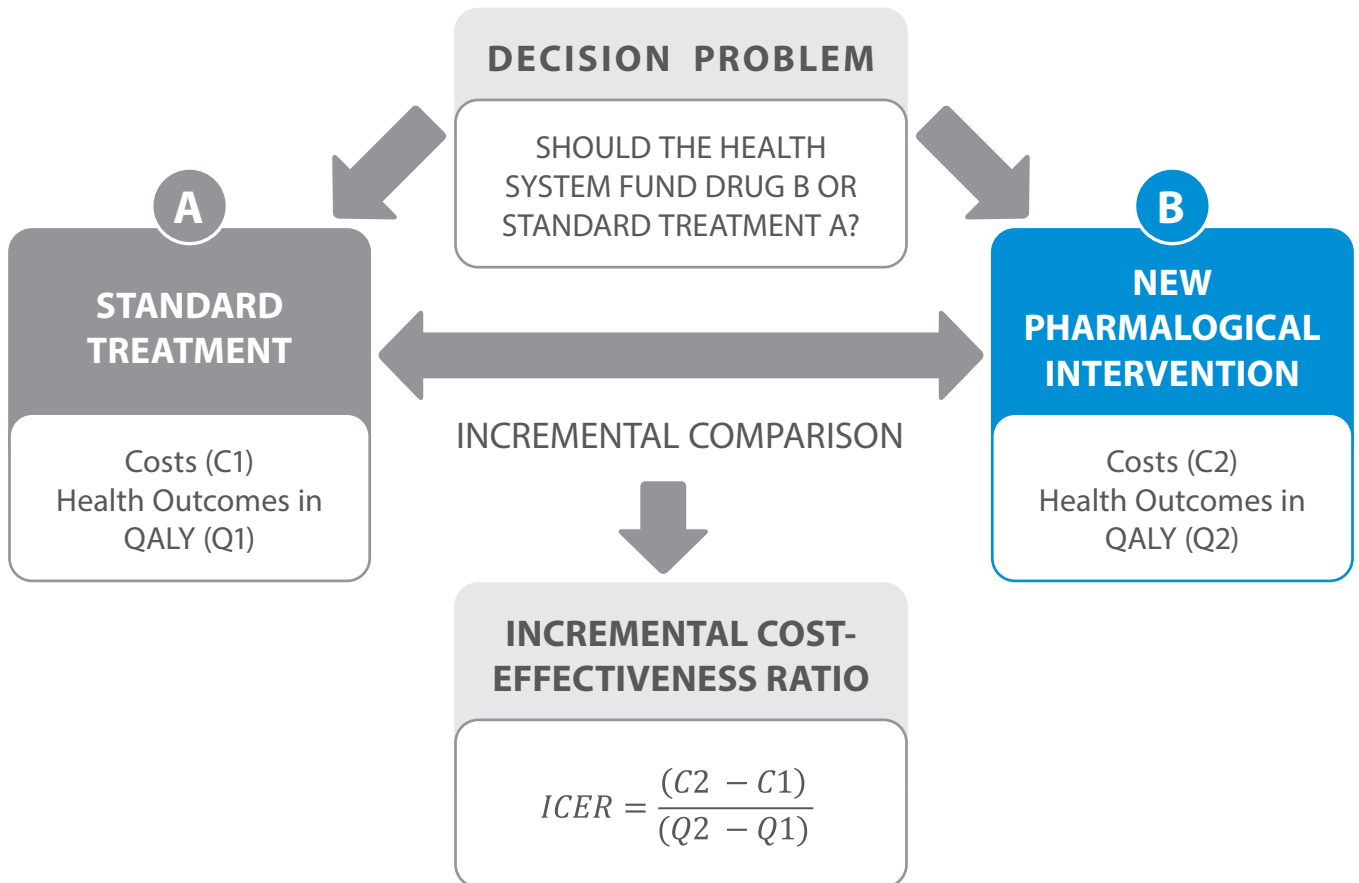 DECISION PROBLEM
SHOULD THE HEALTH
SYSTEM FUND DRUG B OR
STANDARD TREATMENT A?
A
STANDARD
TREATMENT
Costs (C1)
Health Outcomes in
QALY (Q1)
B
NEW
PHARMALOGICAL
INTERVENTION
Costs (C2)
Health Outcomes in
QALY (Q2)
INCREMENTAL COMPARISON
INCREMENTAL COST-
EFFECTIVENESS RATIO
ICER = (C2 − C1)
(Q2 − Q1)